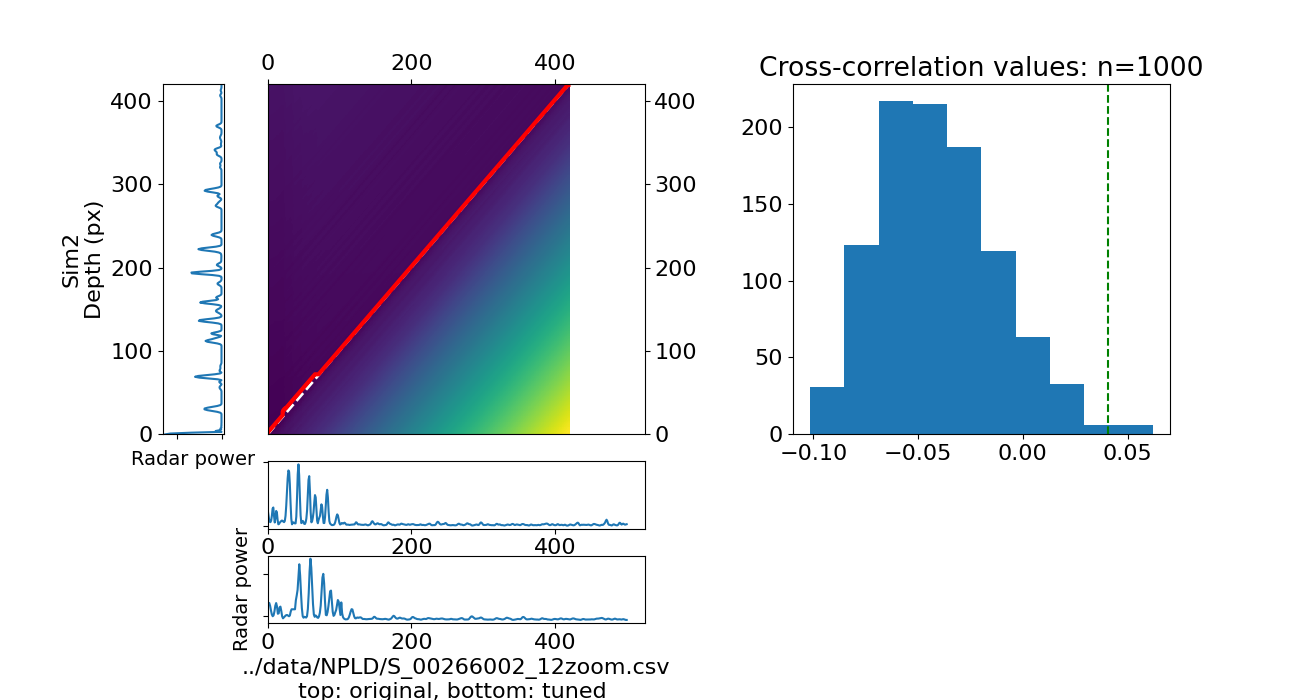 Cross-correlation values: n=1000
0 200 400
400
300
200
100
0
Sim2
Depth (px)
400
300
200
100
0
Radar power
200
150
100
50
0
−0.10 −0.05 0.00 0.05
0 200 400
Radar power
0 200 400
../data/NPLD/S_00266002_12zoom.csv
top: original, bottom: tuned